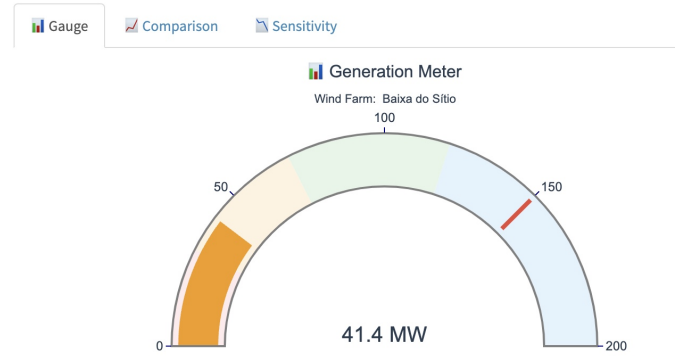 Gauge Comparison Sensitivity
Generation Meter
Wind Farm: Baixa do Sítio
100
50
150
0
41.4 MW
200